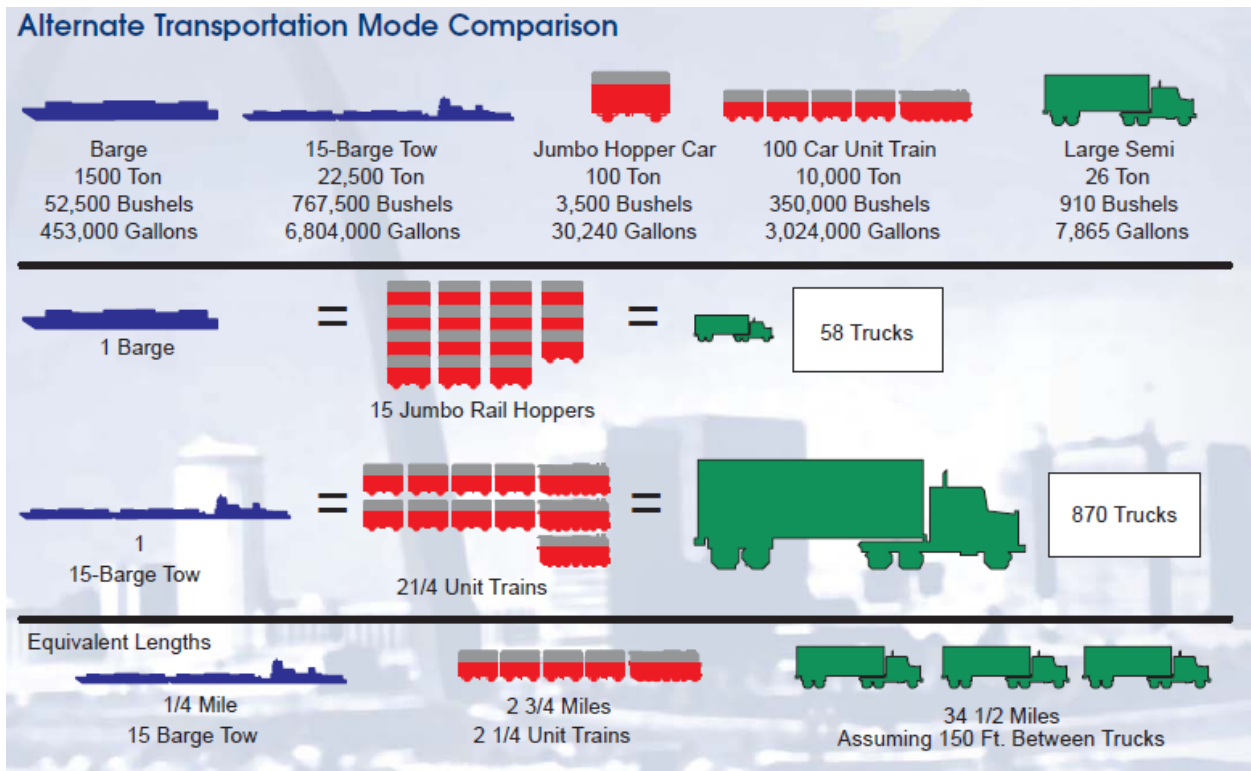 Alternate Transportation Mode Comparison
Barge
1500 Ton
52,500 Bushels
453,000 Gallons
15-Barge Tow
22,500 Ton
767,500 Bushels
6,804,000 Gallons
Jumbo Hopper Car
100 Ton
3,500 Bushels
30,240 Gallons
100 Car Unit Train
10,000 Ton
350,000 Bushels
3,024,000 Gallons
Large Semi
26 Ton
910 Bushels
7,865 Gallons
1 Barge
=
15 Jumbo Rail Hoppers
=
58 Trucks
1
15-Barge Tow
=
21/4 Unit Trains
=
870 Trucks
Equivalent Lengths
1/4 Mile
15 Barge Tow
2 3/4 Miles
2 1/4 Unit Trains
34 1/2 Miles
Assuming 150 Ft. Between Trucks